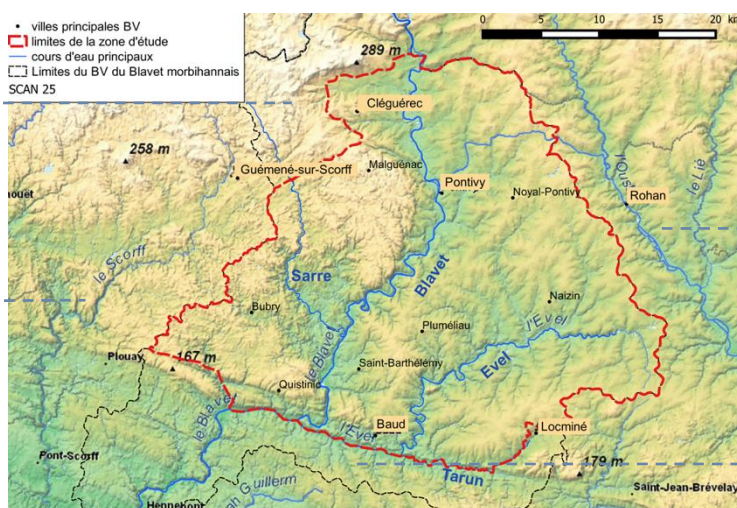 villes principales BV
limites de la zone d'étude
cours d'eau principaux
Limites du BV du Blavet morbihannais
SCAN 25
0 5 10 15 20 km
289 m
Cléguérec
258 m
Malguénac
Guémené-sur-Scorff
Pontivy
Noyal-Pontivy
l'Oust
Rohan
le Lié
le Scorff
Sarre
Blavet
Bubry
Naizin
l'Evel
Pluméliau
le Blavet
Evel
Plouay
167 m
Saint-Barthélémy
Quistinic
le Blavet
l'Evel
Baud
Locminé
Pont-Scorff
Tarun
179 m
Saint-Jean-Brévelay
Hennebont
Guillerm